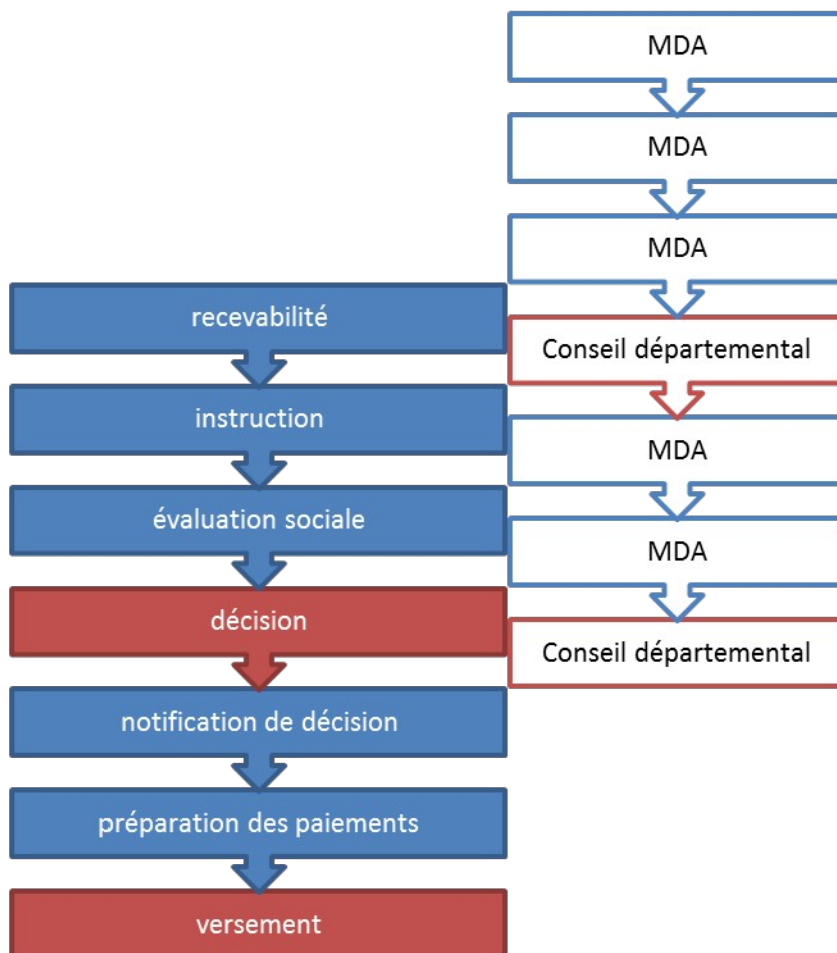 recevabilité
instruction
évaluation sociale
décision
notification de décision
préparation des paiements
versement
MDA
MDA
MDA
Conseil départemental
MDA
MDA
Conseil départemental